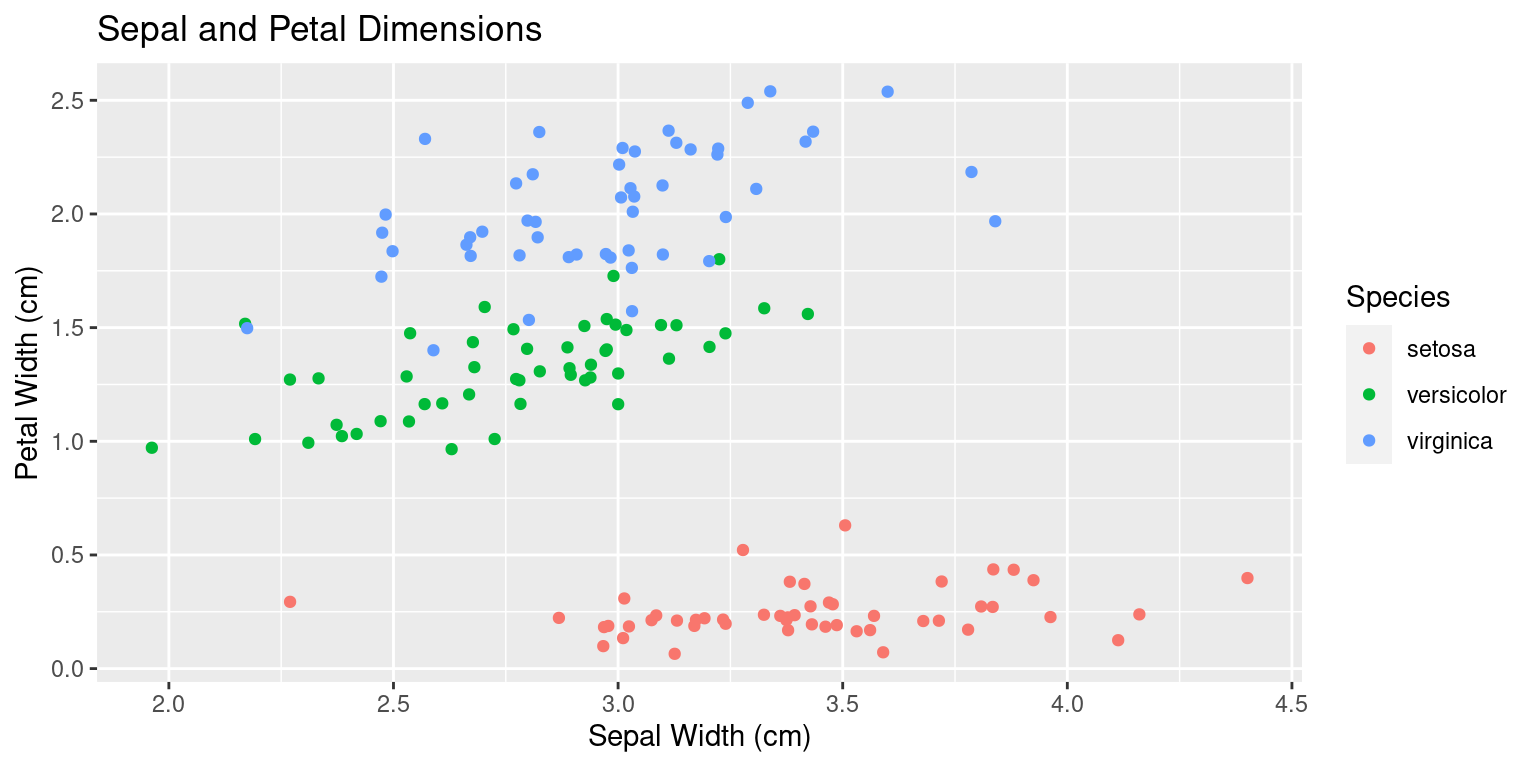 Sepal and Petal Dimensions
2.5
2.0
1.5
1.0
0.5
0.0
Petal Width (cm)
2.0 2.5 3.0 3.5 4.0 4.5
Sepal Width (cm)
Species
setosa
versicolor
virginica